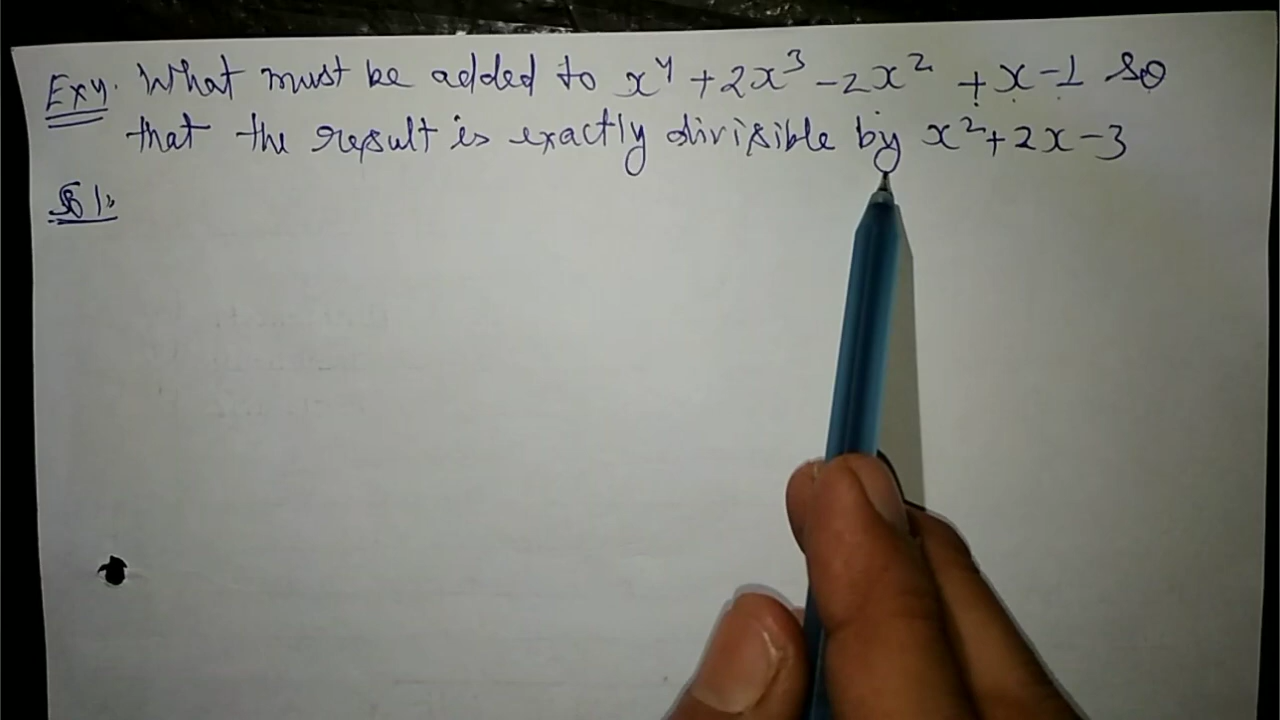 Ex4. What must be added to x⁴ + 2x³ - 2x² + x - 1 so
that the result is exactly divisible by x² + 2x - 3
Sol: